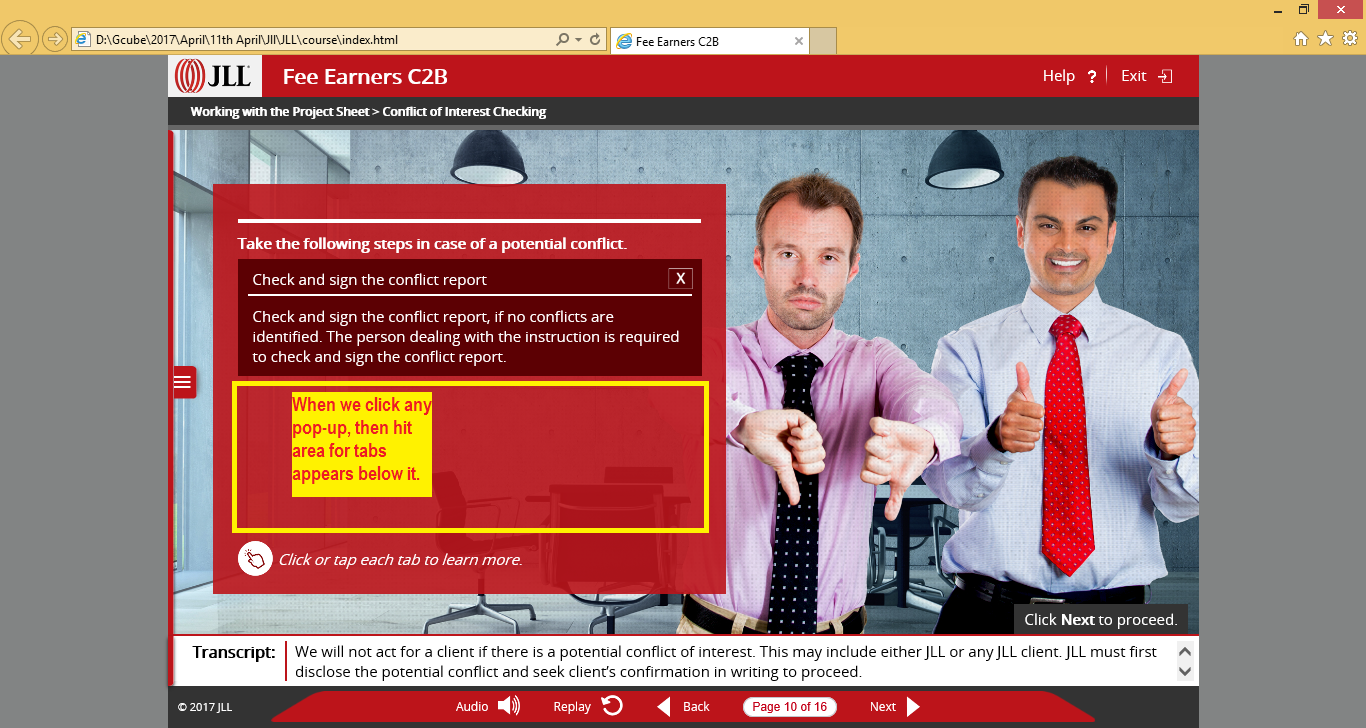 D:\Gcube\2017\April\11th April\Jll\JLL\course\index.html
Fee Earners C2B
JLL
Fee Earners C2B
Help ?
Exit
Working with the Project Sheet > Conflict of Interest Checking
Take the following steps in case of a potential conflict.
Check and sign the conflict report
X
Check and sign the conflict report, if no conflicts are
identified. The person dealing with the instruction is required
to check and sign the conflict report.
When we click any
pop-up, then hit
area for tabs
appears below it.
Click or tap each tab to learn more.
Click Next to proceed.
Transcript:
We will not act for a client if there is a potential conflict of interest. This may include either JLL or any JLL client. JLL must first
disclose the potential conflict and seek client's confirmation in writing to proceed.
© 2017 JLL
Audio
Replay
Back
Page 10 of 16
Next